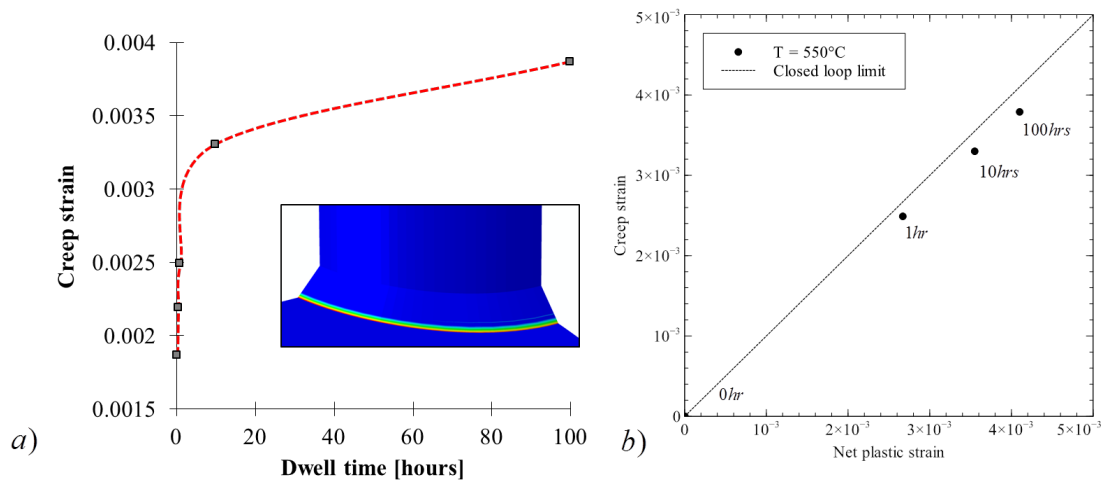 a)
Creep strain
0.004
0.0035
0.003
0.0025
0.002
0.0015
0 20 40 60 80 100
Dwell time [hours]
b)
Creep strain
5×10⁻³
4×10⁻³
3×10⁻³
2×10⁻³
10⁻³
0
T = 550°C
Closed loop limit
100hrs
10hrs
1hr
0hr
0 10⁻³ 2×10⁻³ 3×10⁻³ 4×10⁻³ 5×10⁻³
Net plastic strain